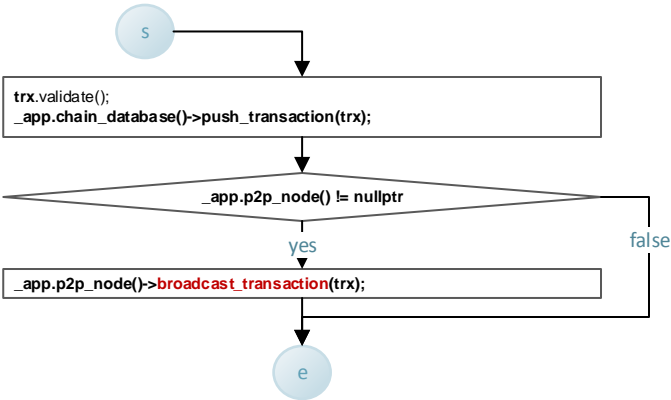 s
trx.validate();
_app.chain_database()->push_transaction(trx);
_app.p2p_node() != nullptr
yes
false
_app.p2p_node()->broadcast_transaction(trx);
e